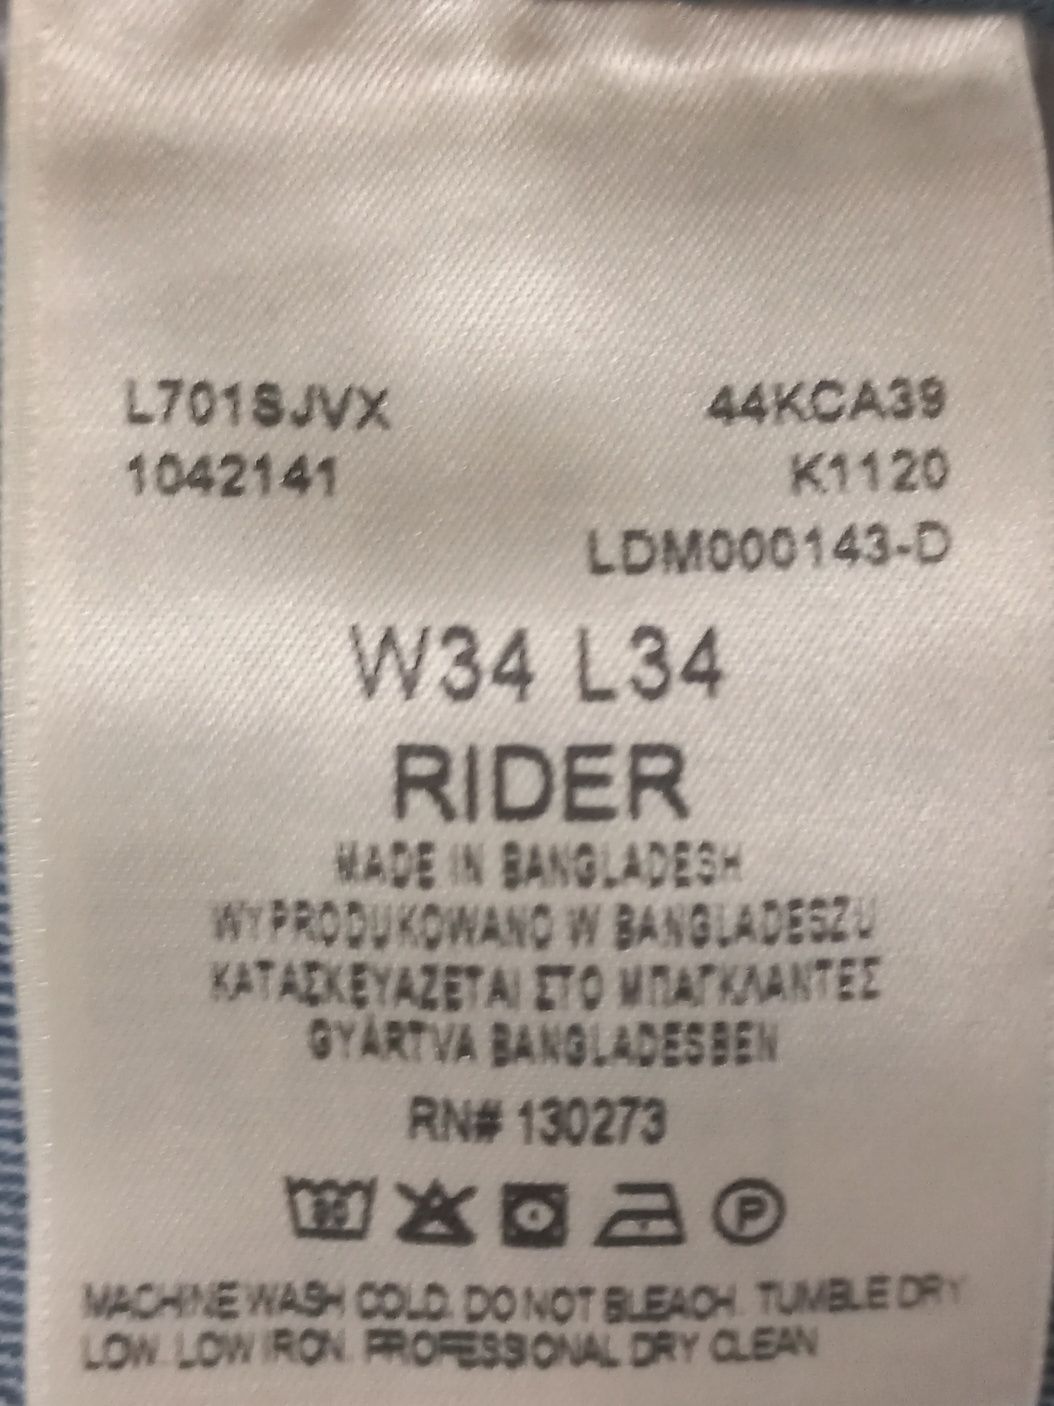 L701SJVX 44KCA39
1042141 K1120
LDM000143-D
W34 L34
RIDER
MADE IN BANGLADESH
WYPRODUKOWANO W BANGLADESZU
ΚΑΤΑΣΚΕΥΑΖΕΤΑΙ ΣΤΟ ΜΠΑΓΚΛΑΝΤΕΣ
GYÁRTVA BANGLADESBEN
RN# 130273
P
MACHINE WASH COLD. DO NOT BLEACH. TUMBLE DRY
LOW. LOW IRON. PROFESSIONAL DRY CLEAN